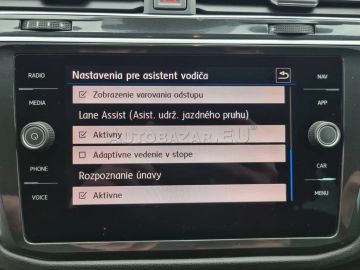 RADIO
MEDIA
PHONE
VOICE
Nastavenia pre asistent vodiča
Zobrazenie varovania odstupu
Lane Assist (Asist. udrž. jazdného pruhu)
Aktívny
AUTOBAZAR.EU
Adaptívne vedenie v stope
Rozpoznanie únavy
Aktívne
NAV
APP
CAR
MENU